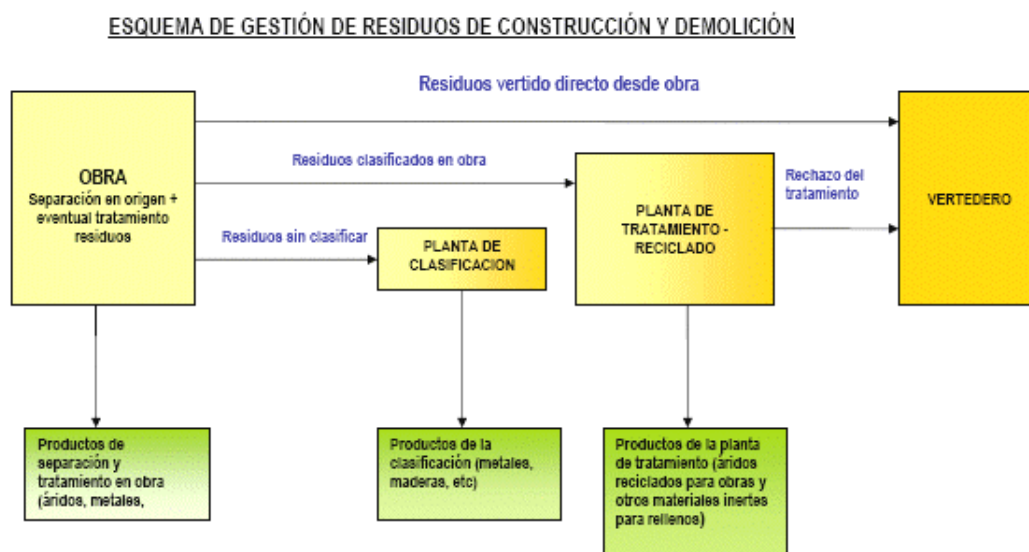 ESQUEMA DE GESTIÓN DE RESIDUOS DE CONSTRUCCIÓN Y DEMOLICIÓN
Residuos vertido directo desde obra
OBRA
Separación en origen +
eventual tratamiento
residuos
Residuos clasificados en obra
Residuos sin clasificar
PLANTA DE
CLASIFICACION
PLANTA DE
TRATAMIENTO -
RECICLADO
Rechazo del
tratamiento
VERTEDERO
Productos de
separación y
tratamiento en obra
(áridos, metales,
Productos de la
clasificación (metales,
maderas, etc)
Productos de la planta
de tratamiento (áridos
reciclados para obras y
otros materiales inertes
para rellenos)